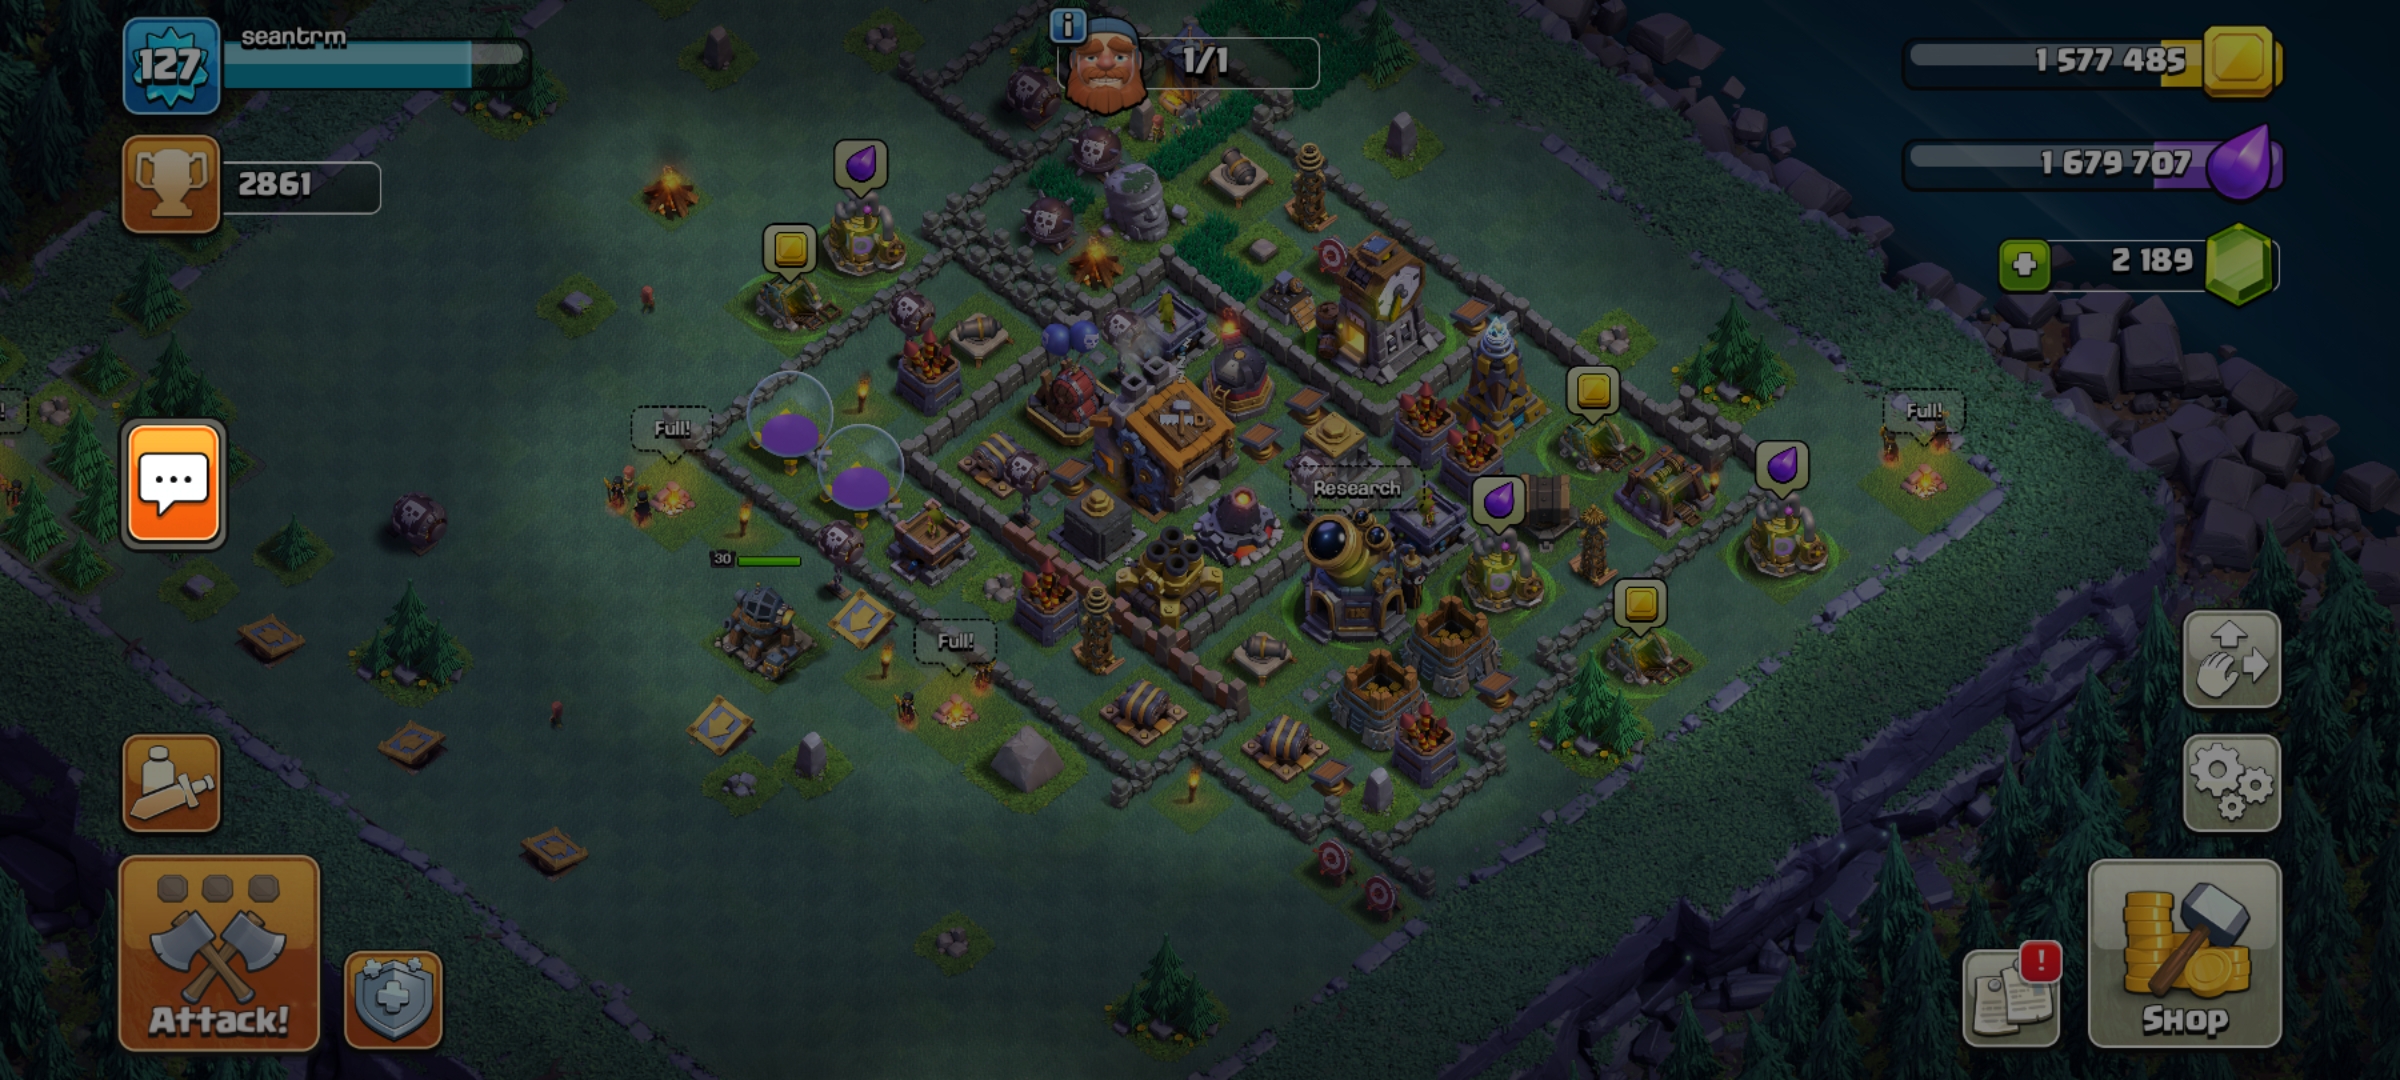 127
seantrm
2861
i
1/1
1 577 485
1 679 707
2 189
Full!
Full!
Research
30
Full!
!
Attack!
Shop